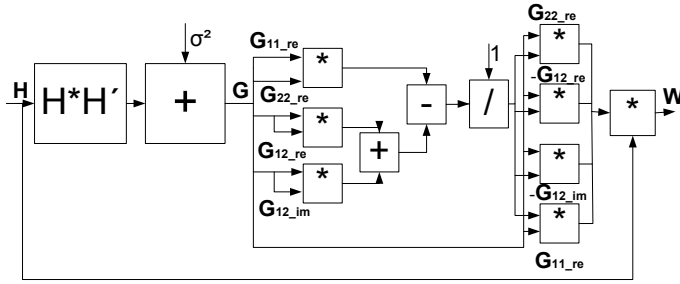 G22_re
σ²
G11_re
*
*
1
-G12_re
H
H*H´
+
G
G22_re
-
/
*
*
W
*
G12_re
+
*
*
-G12_im
G12_im
*
G11_re